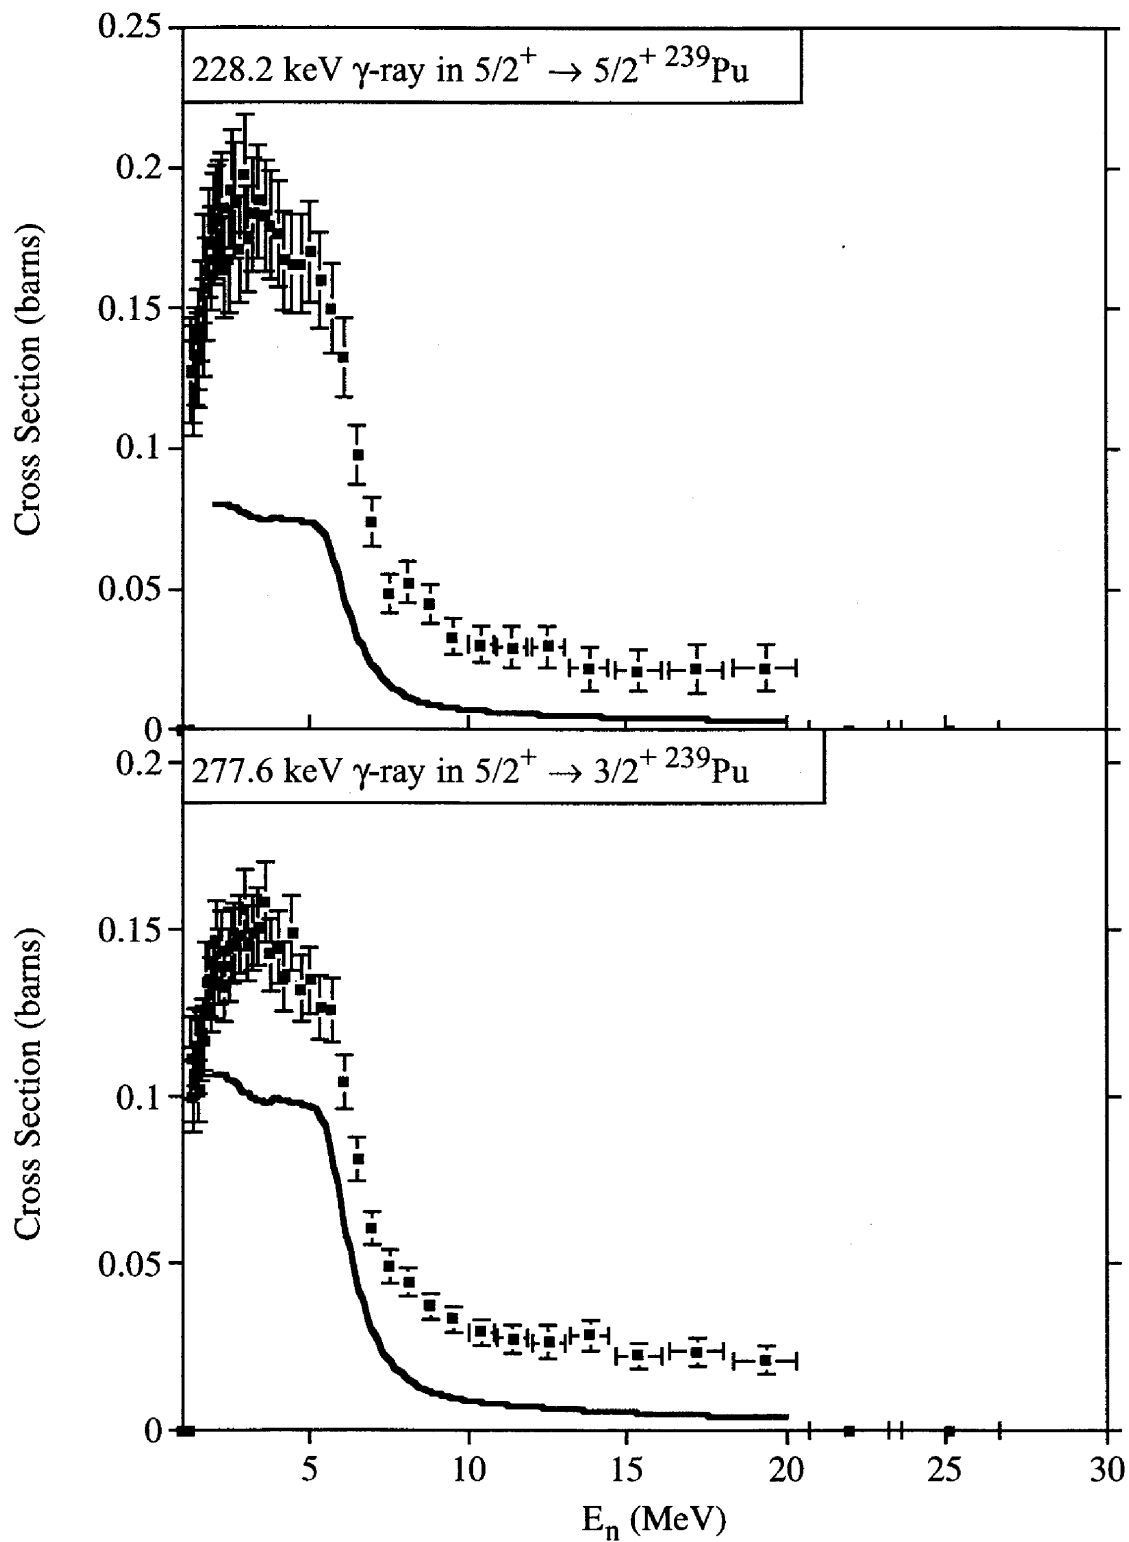 0.25
228.2 keV γ-ray in 5/2⁺ → 5/2⁺ ²³⁹Pu
0.2
0.15
0.1
0.05
0
Cross Section (barns)
0.2
277.6 keV γ-ray in 5/2⁺ → 3/2⁺ ²³⁹Pu
0.15
0.1
0.05
0
Cross Section (barns)
5 10 15 20 25 30
Eₙ (MeV)